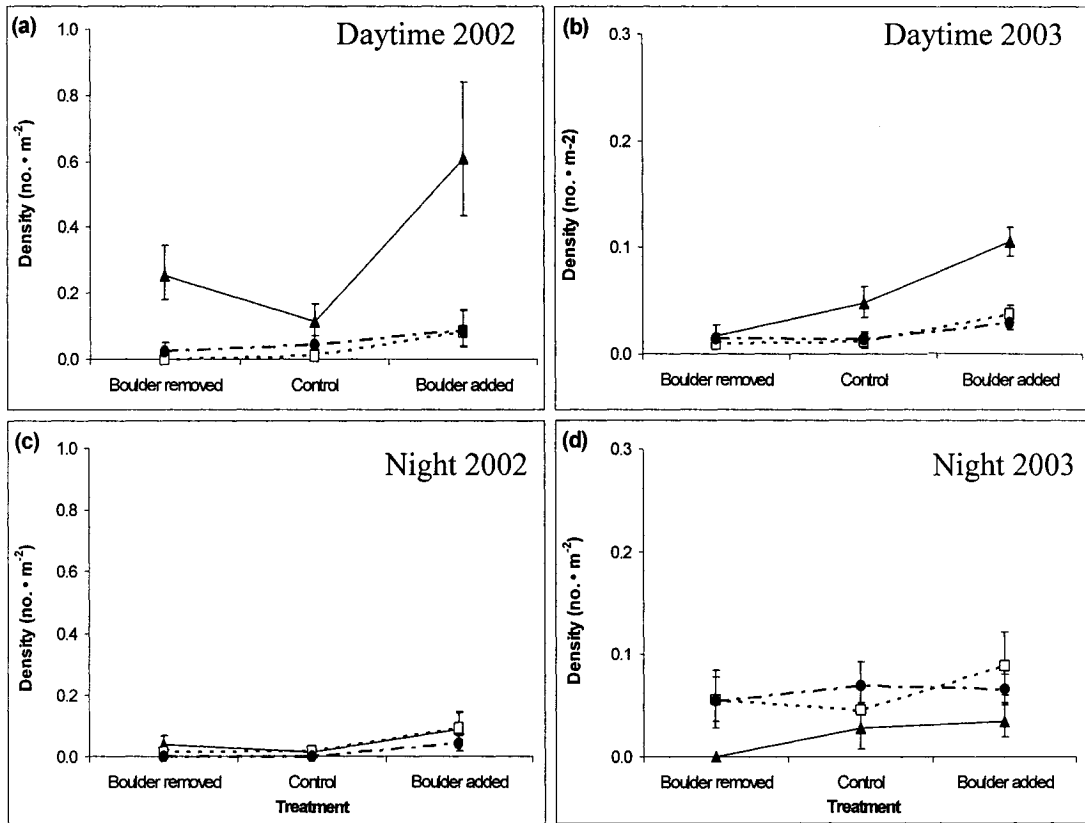 (a) Daytime 2002
1.0
0.8
0.6
0.4
0.2
0.0
Density (no. • m⁻²)
Boulder removed Control Boulder added
(b) Daytime 2003
0.3
0.2
0.1
0.0
Density (no. • m-2)
Boulder removed Control Boulder added
(c) Night 2002
1.0
0.8
0.6
0.4
0.2
0.0
Density (no. • m⁻²)
Boulder removed Control Boulder added
Treatment
(d) Night 2003
0.3
0.2
0.1
0.0
Density (no. • m⁻²)
Boulder removed Control Boulder added
Treatment